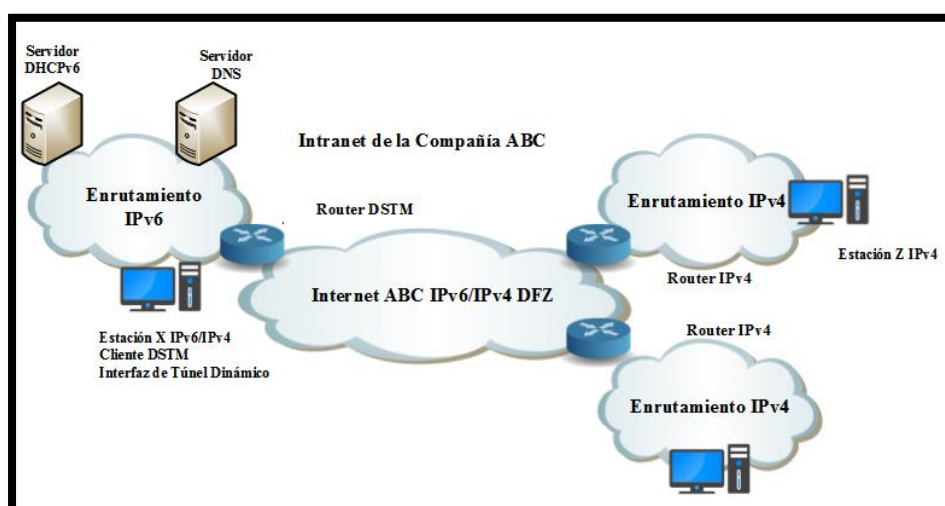 Servidor
DHCPv6
Servidor
DNS
Intranet de la Compañía ABC
Enrutamiento
IPv6
Router DSTM
Enrutamiento IPv4
Estación Z IPv4
Router IPv4
Internet ABC IPv6/IPv4 DFZ
Router IPv4
Estación X IPv6/IPv4
Cliente DSTM
Interfaz de Túnel Dinámico
Enrutamiento IPv4